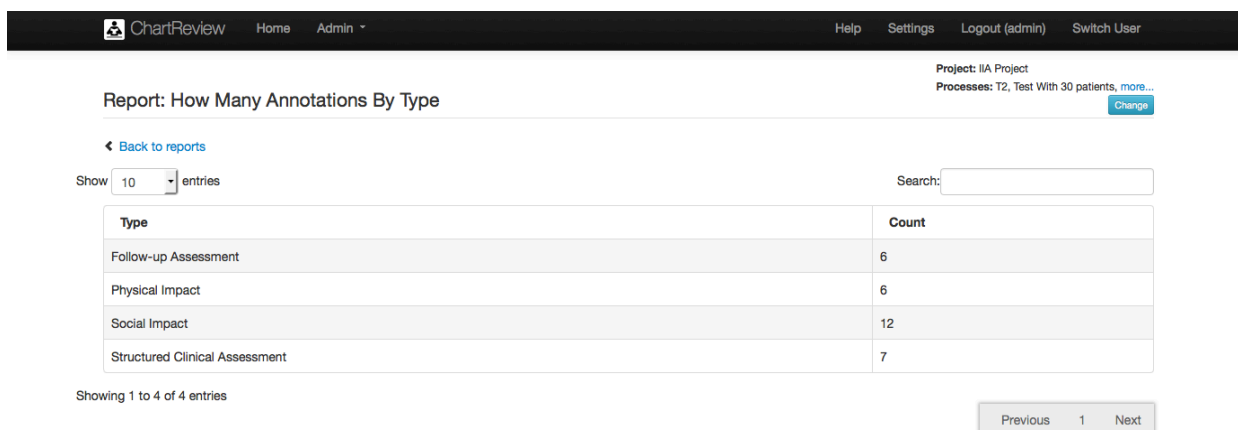 ChartReview Home Admin Help Settings Logout (admin) Switch User
Project: IIA Project
Processes: T2, Test With 30 patients, more...
Report: How Many Annotations By Type
Change
Back to reports
Show 10 entries Search:
Type Count
Follow-up Assessment 6
Physical Impact 6
Social Impact 12
Structured Clinical Assessment 7
Showing 1 to 4 of 4 entries
Previous 1 Next